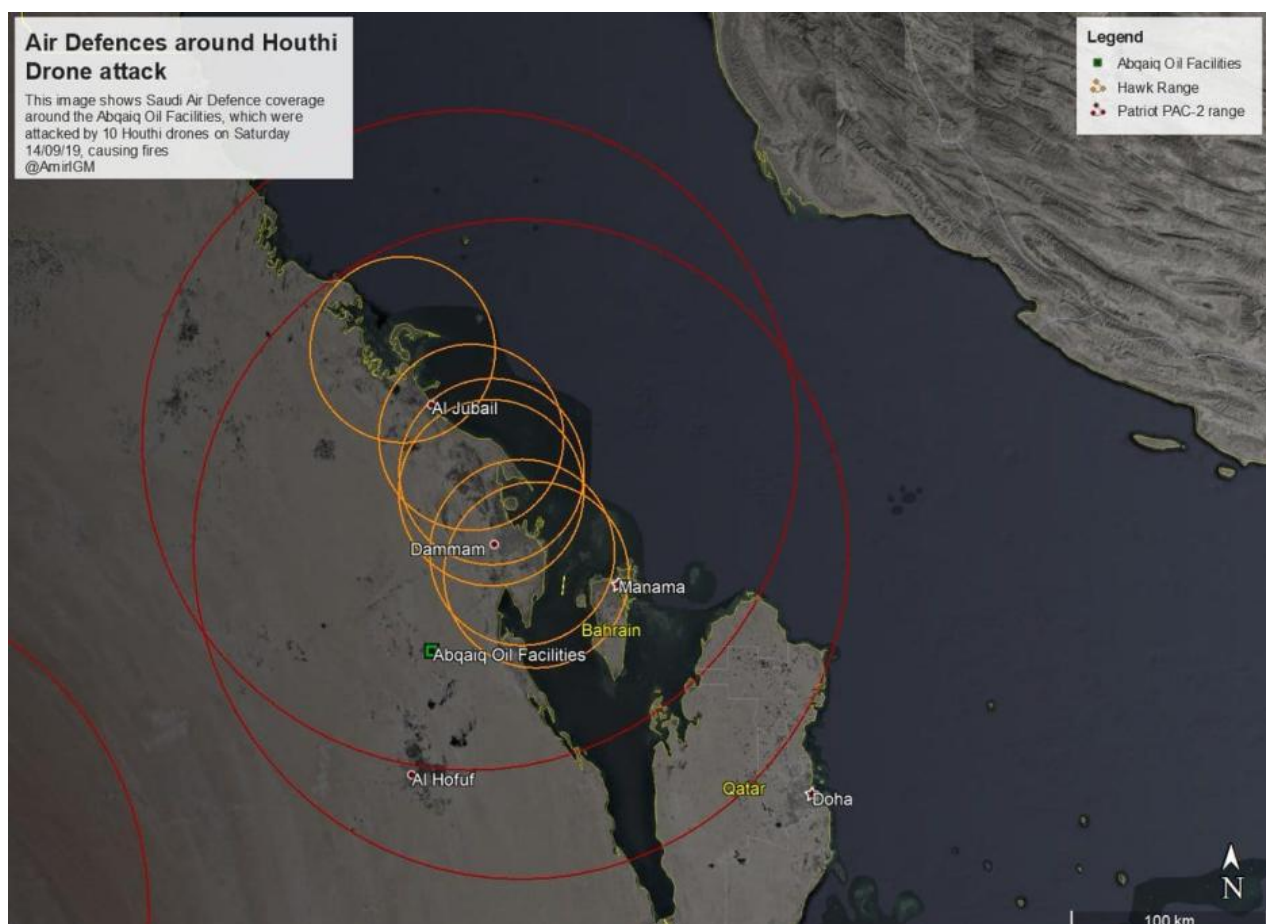 Air Defences around Houthi
Drone attack
This image shows Saudi Air Defence coverage
around the Abqaiq Oil Facilities, which were
attacked by 10 Houthi drones on Saturday
14/09/19, causing fires
@AmirIGM
Legend
Abqaiq Oil Facilities
Hawk Range
Patriot PAC-2 range
Al Jubail
Dammam
Manama
Bahrain
Abqaiq Oil Facilities
Al Hofuf
Qatar
Doha
N
100 km